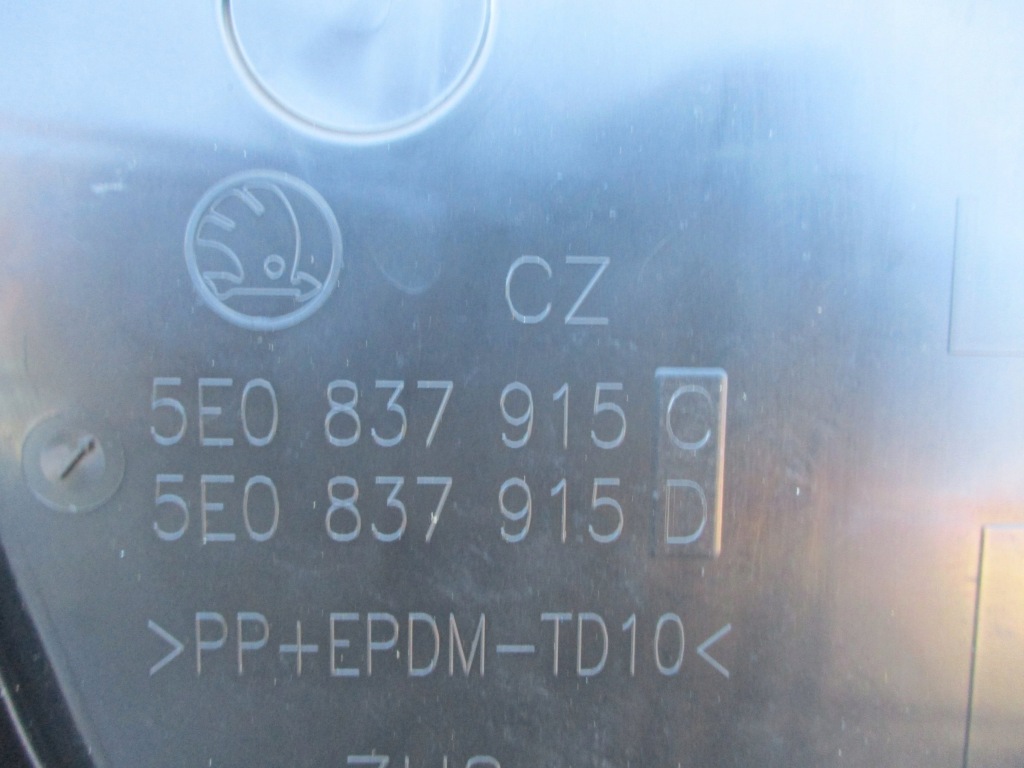 CZ
5E0 837 915 C
5E0 837 915 D
>PP+EPDM-TD10<